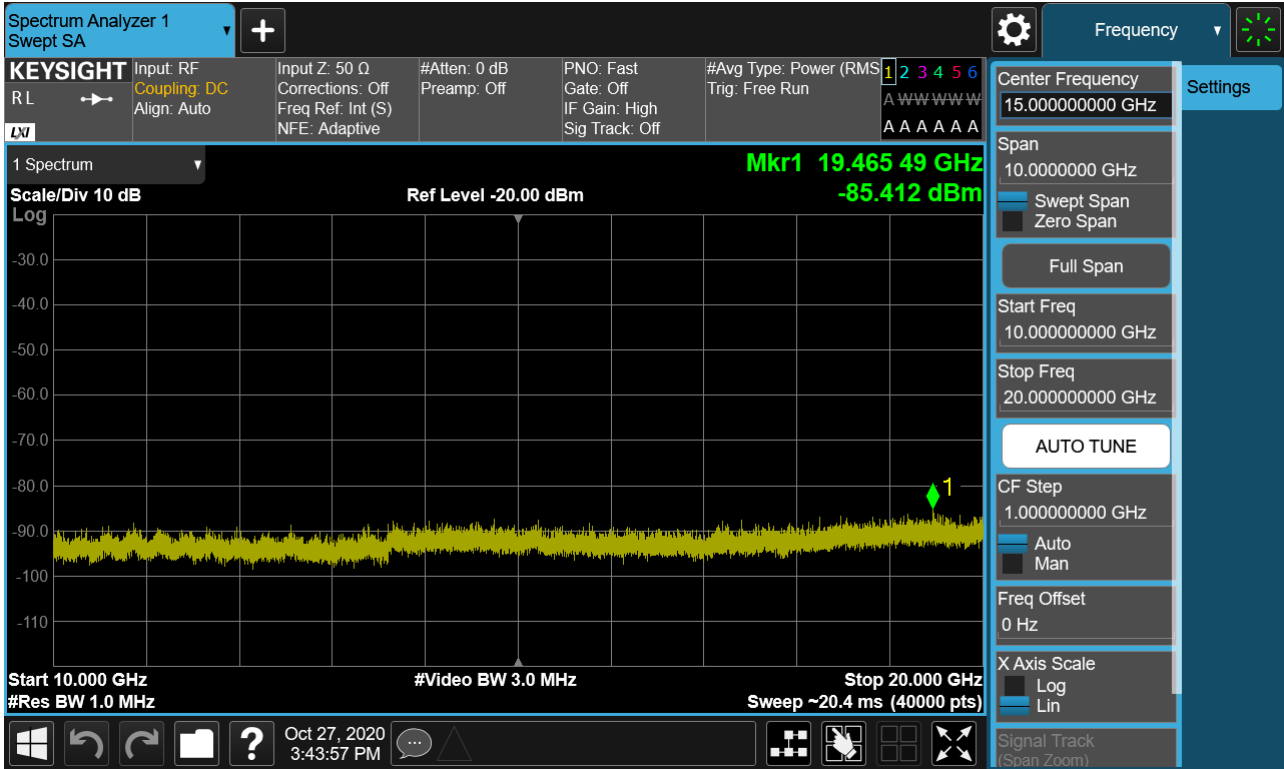 Spectrum Analyzer 1
Swept SA
Frequency
KEYSIGHT
R L
LXI
Input: RF
Coupling: DC
Align: Auto
Input Z: 50 Ω
Corrections: Off
Freq Ref: Int (S)
NFE: Adaptive
#Atten: 0 dB
Preamp: Off
PNO: Fast
Gate: Off
IF Gain: High
Sig Track: Off
#Avg Type: Power (RMS
Trig: Free Run
1 2 3 4 5 6
A W W W W W
A A A A A A
1 Spectrum
Scale/Div 10 dB
Log
Ref Level -20.00 dBm
Mkr1 19.465 49 GHz
-85.412 dBm
-30.0
-40.0
-50.0
-60.0
-70.0
-80.0
-90.0
-100
-110
1
Start 10.000 GHz
#Res BW 1.0 MHz
#Video BW 3.0 MHz
Stop 20.000 GHz
Sweep ~20.4 ms (40000 pts)
Center Frequency
15.000000000 GHz
Span
10.0000000 GHz
Swept Span
Zero Span
Full Span
Start Freq
10.000000000 GHz
Stop Freq
20.000000000 GHz
AUTO TUNE
CF Step
1.000000000 GHz
Auto
Man
Freq Offset
0 Hz
X Axis Scale
Log
Lin
Signal Track
(Span Zoom)
Settings
?
Oct 27, 2020
3:43:57 PM